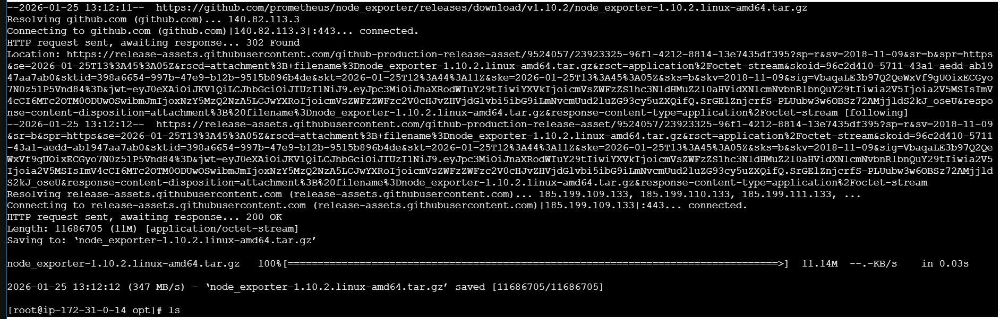 --2026-01-25 13:12:11--  https://github.com/prometheus/node_exporter/releases/download/v1.10.2/node_exporter-1.10.2.linux-amd64.tar.gz
Resolving github.com (github.com)... 140.82.113.3
Connecting to github.com (github.com)|140.82.113.3|:443... connected.
HTTP request sent, awaiting response... 302 Found
Location: https://release-assets.githubusercontent.com/github-production-release-asset/9524057/23923325-96f1-4212-8814-13e7435df395?sp=r&sv=2018-11-09&sr=b&spr=https
&se=2026-01-25T13%3A45%3A05Z&rscd=attachment%3B+filename%3Dnode_exporter-1.10.2.linux-amd64.tar.gz&rsct=application%2Foctet-stream&skoid=96c2d410-5711-43a1-aedd-ab19
47aa7ab0&sktid=398a6654-997b-47e9-b12b-9515b896b4de&skt=2026-01-25T12%3A44%3A11Z&ske=2026-01-25T13%3A45%3A05Z&sks=b&skv=2018-11-09&sig=VbaqaLE3b97Q2QeWxVf9gUOixECGyo
7N0z51P5Vnd84%3D&jwt=eyJ0eXAiOiJKV1QiLCJhbGciOiJIUzI1NiJ9.eyJpc3MiOiJnaXRodWIuY29tIiwiYXVkIjoicmVsZWFzZS1hc3NldHMuZ2l0aHVidXNlcmNvbnRlbnQuY29tIiwia2V5Ijoia2V5MSIsImV
4cCI6MTc2OTM0ODUwOSwibmJmIjoxNzY5MzQ2NzA5LCJwYXRoIjoicmVsZWFzZWFzc2V0cHJvZHVjdGlvbi5ibG9iLmNvcmUud2luZG93cy5uZXQifQ.SrGElZnjcrfS-PLUubw3w6OBSz72AMjjldS2kJ_oseU&respo
nse-content-disposition=attachment%3B%20filename%3Dnode_exporter-1.10.2.linux-amd64.tar.gz&response-content-type=application%2Foctet-stream [following]
--2026-01-25 13:12:12--  https://release-assets.githubusercontent.com/github-production-release-asset/9524057/23923325-96f1-4212-8814-13e7435df395?sp=r&sv=2018-11-09
&sr=b&spr=https&se=2026-01-25T13%3A45%3A05Z&rscd=attachment%3B+filename%3Dnode_exporter-1.10.2.linux-amd64.tar.gz&rsct=application%2Foctet-stream&skoid=96c2d410-5711
-43a1-aedd-ab1947aa7ab0&sktid=398a6654-997b-47e9-b12b-9515b896b4de&skt=2026-01-25T12%3A44%3A11Z&ske=2026-01-25T13%3A45%3A05Z&sks=b&skv=2018-11-09&sig=VbaqaLE3b97Q2Qe
WxVf9gUOixECGyo7N0z51P5Vnd84%3D&jwt=eyJ0eXAiOiJKV1QiLCJhbGciOiJIUzI1NiJ9.eyJpc3MiOiJnaXRodWIuY29tIiwiYXVkIjoicmVsZWFzZS1hc3NldHMuZ2l0aHVidXNlcmNvbnRlbnQuY29tIiwia2V5
Ijoia2V5MSIsImV4cCI6MTc2OTM0ODUwOSwibmJmIjoxNzY5MzQ2NzA5LCJwYXRoIjoicmVsZWFzZWFzc2V0cHJvZHVjdGlvbi5ibG9iLmNvcmUud2luZG93cy5uZXQifQ.SrGElZnjcrfS-PLUubw3w6OBSz72AMjjld
S2kJ_oseU&response-content-disposition=attachment%3B%20filename%3Dnode_exporter-1.10.2.linux-amd64.tar.gz&response-content-type=application%2Foctet-stream
Resolving release-assets.githubusercontent.com (release-assets.githubusercontent.com)... 185.199.109.133, 185.199.110.133, 185.199.111.133, ...
Connecting to release-assets.githubusercontent.com (release-assets.githubusercontent.com)|185.199.109.133|:443... connected.
HTTP request sent, awaiting response... 200 OK
Length: 11686705 (11M) [application/octet-stream]
Saving to: ‘node_exporter-1.10.2.linux-amd64.tar.gz’
node_exporter-1.10.2.linux-amd64.tar.gz   100%[==================================================================================>]  11.14M  --.-KB/s    in 0.03s
2026-01-25 13:12:12 (347 MB/s) - ‘node_exporter-1.10.2.linux-amd64.tar.gz’ saved [11686705/11686705]
[root@ip-172-31-0-14 opt]# ls